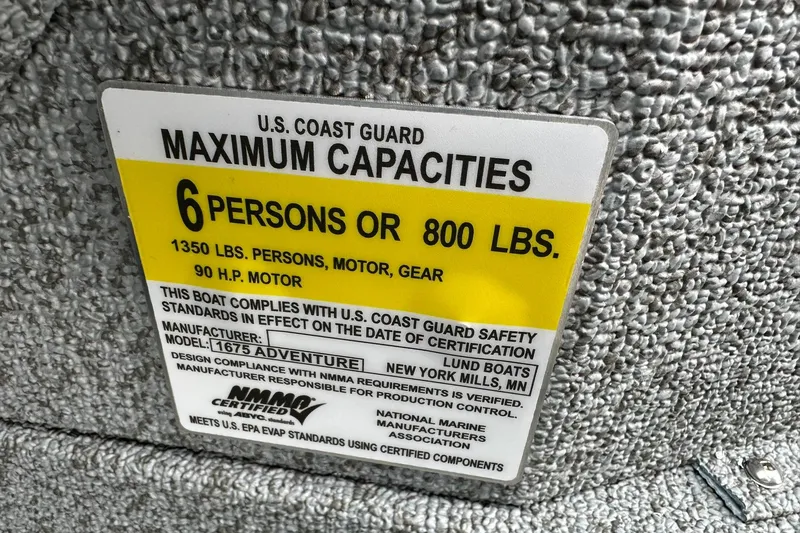 U.S. COAST GUARD
MAXIMUM CAPACITIES
6 PERSONS OR 800 LBS.
1350 LBS. PERSONS, MOTOR, GEAR
90 H.P. MOTOR
THIS BOAT COMPLIES WITH U.S. COAST GUARD SAFETY
STANDARDS IN EFFECT ON THE DATE OF CERTIFICATION
MANUFACTURER: LUND BOATS
MODEL: 1675 ADVENTURE NEW YORK MILLS, MN
DESIGN COMPLIANCE WITH NMMA REQUIREMENTS IS VERIFIED.
MANUFACTURER RESPONSIBLE FOR PRODUCTION CONTROL.
NMMA
CERTIFIED
using ABYC standards
NATIONAL MARINE
MANUFACTURERS
ASSOCIATION
MEETS U.S. EPA EVAP STANDARDS USING CERTIFIED COMPONENTS